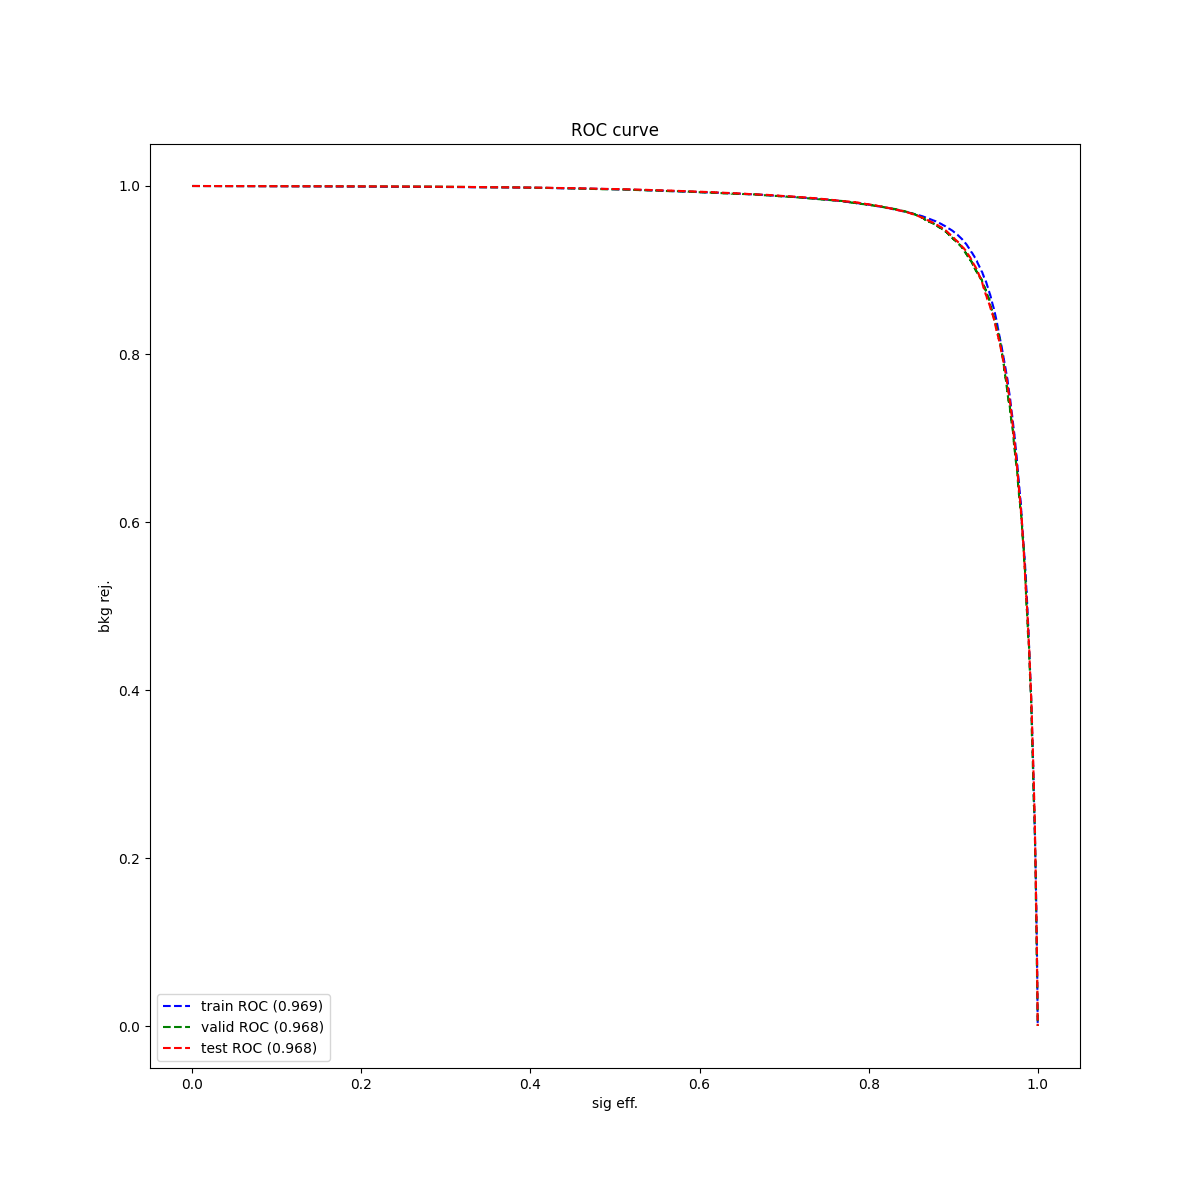 ROC curve
1.0
0.8
0.6
0.4
0.2
0.0
bkg rej.
train ROC (0.969)
valid ROC (0.968)
test ROC (0.968)
0.0 0.2 0.4 0.6 0.8 1.0
sig eff.